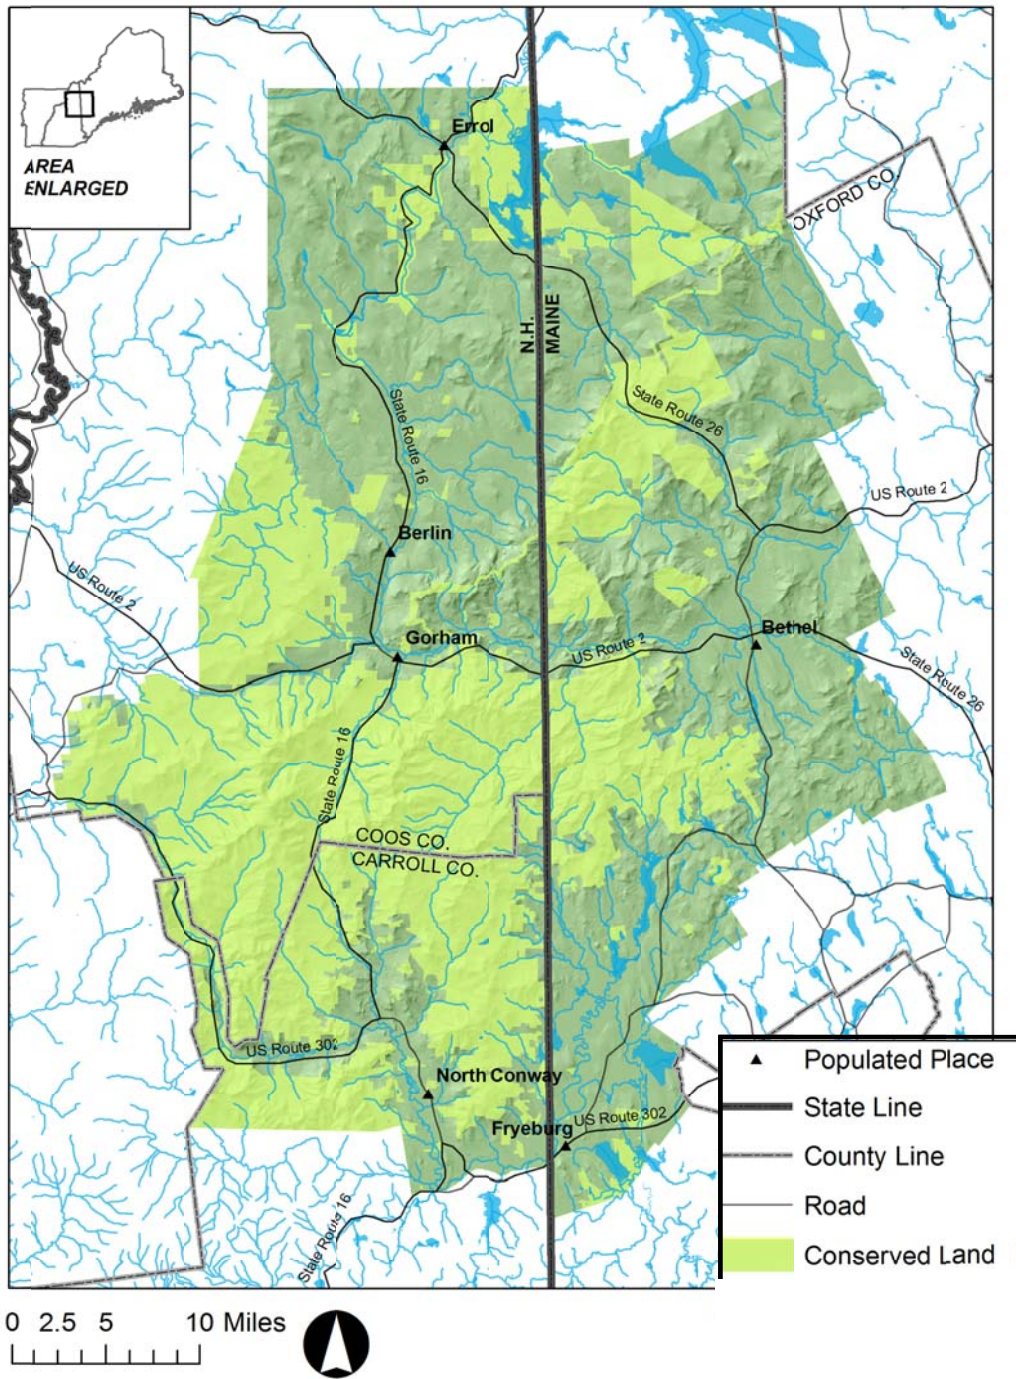 AREA
ENLARGED
Errol
OXFORD CO.
N.H.
MAINE
State Route 16
State Route 26
US Route 2
Berlin
US Route 2
Gorham
Bethel
US Route 2
State Route 26
State Route 16
COOS CO.
CARROLL CO.
US Route 302
North Conway
Fryeburg
US Route 302
State Route 16
Populated Place
State Line
County Line
Road
Conserved Land
0 2.5 5 10 Miles